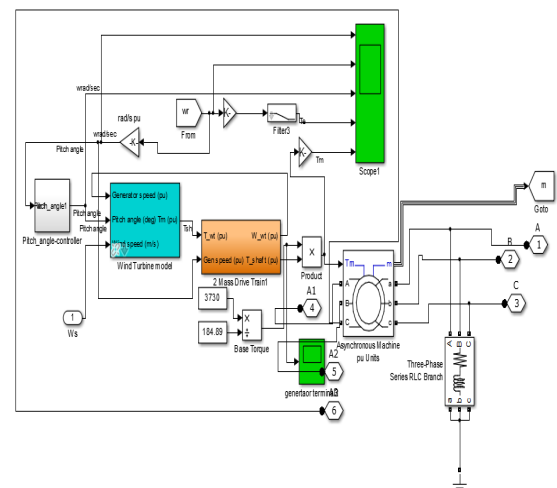 wrad/sec
wr
From
K-
Filter3
Te
rad/s pu
-K-
wrad/sec
Pitch angle
K-
Tm
Scope1
m
Goto
Pitch_angle1
Pitch_angle-controller
Pitch angle
Pitch angle
Generator speed (pu)
Pitch angle (deg) Tm (pu)
Wind speed (m/s)
Wind Turbine model
Tsh
T_wt (pu) W_wt (pu)
Gen speed (pu) T_shaft (pu)
2 Mass Drive Train1
×
Product
Tm m
A a
B b
C c
Asynchronous Machine
pu Units
A
1
B
2
C
3
A1
4
3730
184.89
×
÷
Base Torque
1
Ws
genertaor terminal
A2
5
A3
6
A B C
a b c
Three-Phase
Series RLC Branch